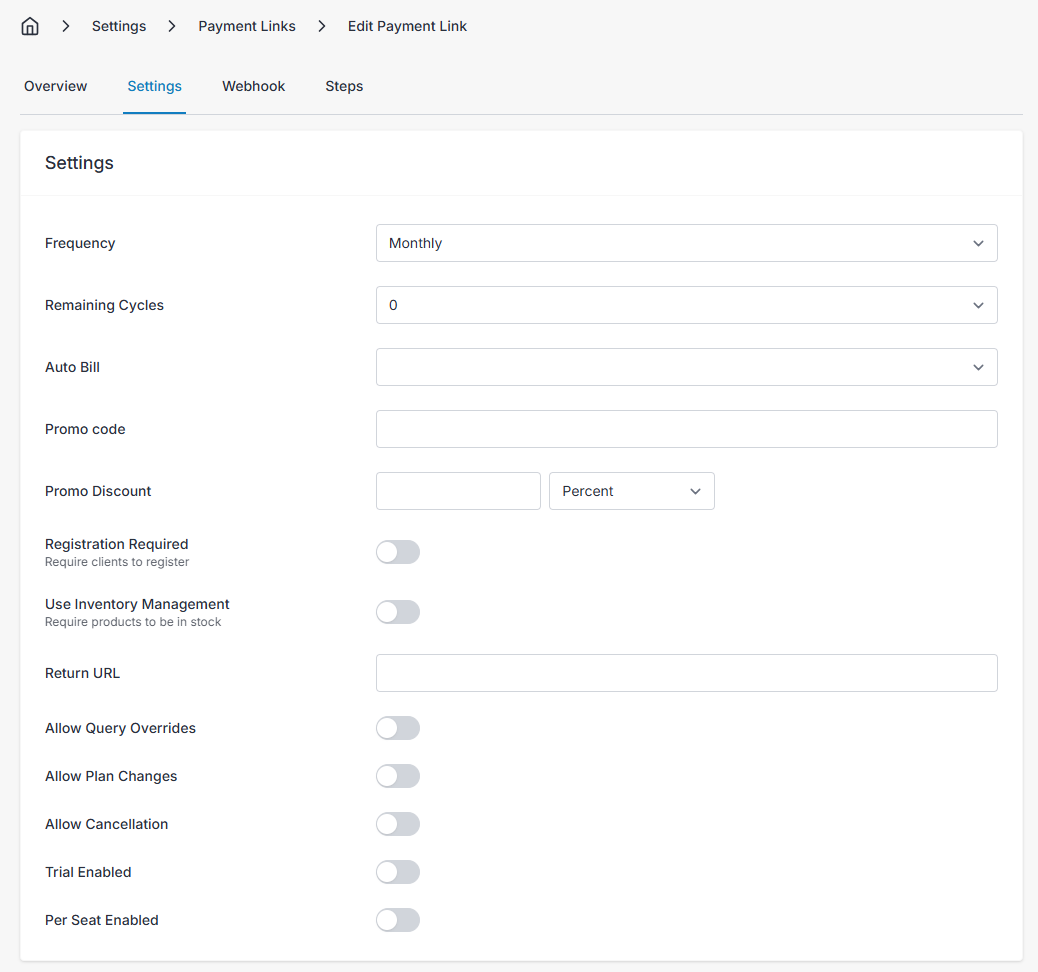 Settings Payment Links Edit Payment Link
Overview Settings Webhook Steps
Settings
Frequency Monthly
Remaining Cycles 0
Auto Bill
Promo code
Promo Discount Percent
Registration Required
Require clients to register
Use Inventory Management
Require products to be in stock
Return URL
Allow Query Overrides
Allow Plan Changes
Allow Cancellation
Trial Enabled
Per Seat Enabled